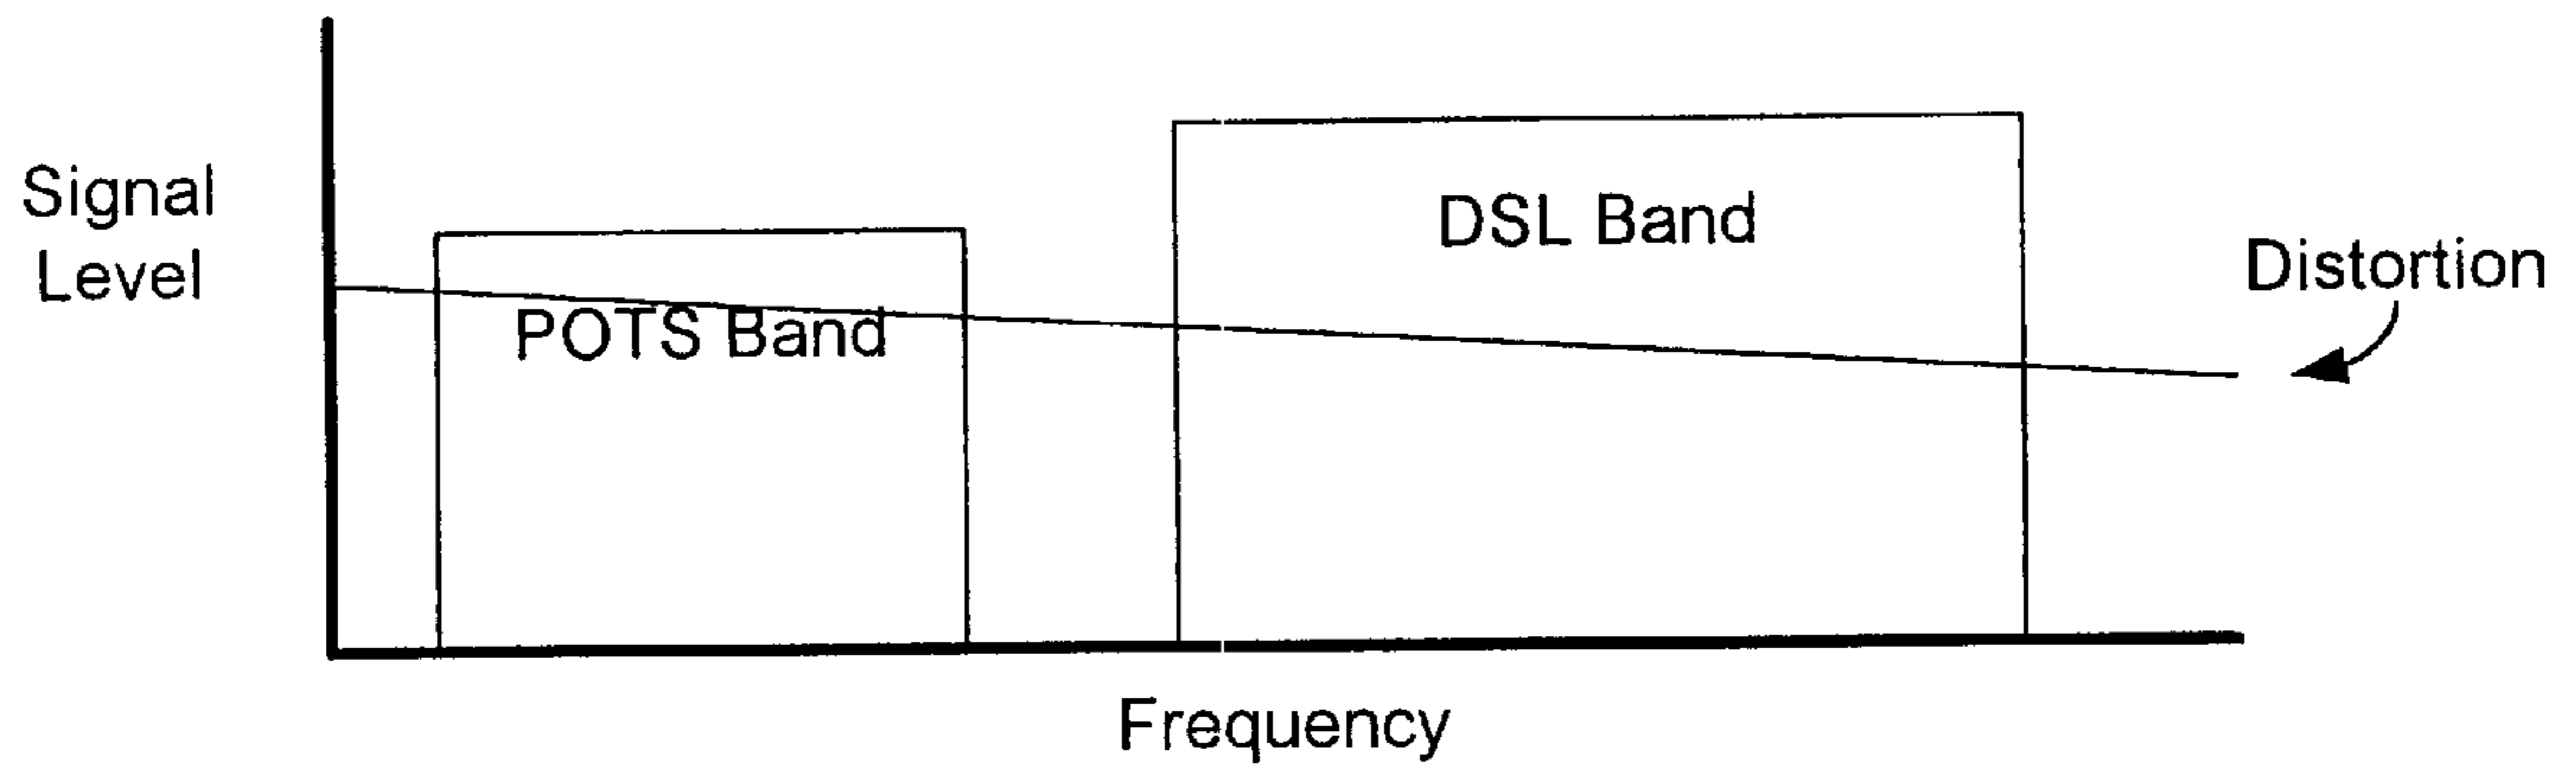 Signal
Level
POTS Band
DSL Band
Distortion
Frequency